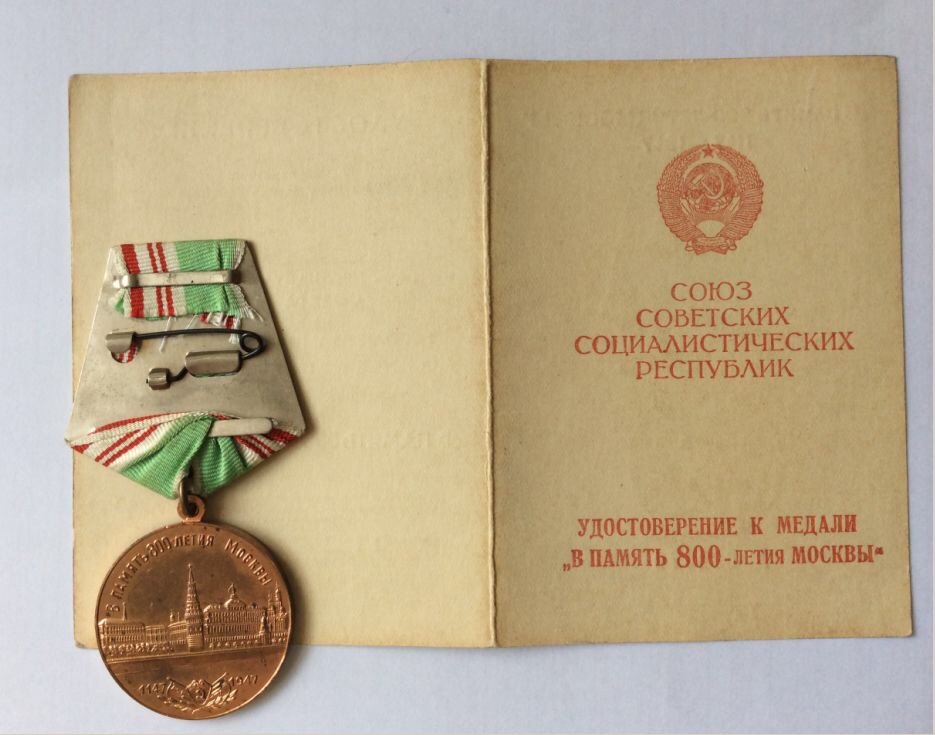 СОЮЗ
СОВЕТСКИХ
СОЦИАЛИСТИЧЕСКИХ
РЕСПУБЛИК
УДОСТОВЕРЕНИЕ К МЕДАЛИ
„В ПАМЯТЬ 800-ЛЕТИЯ МОСКВЫ“
"В ПАМЯТЬ 800-ЛЕТИЯ МОСКВЫ"
1147 1947